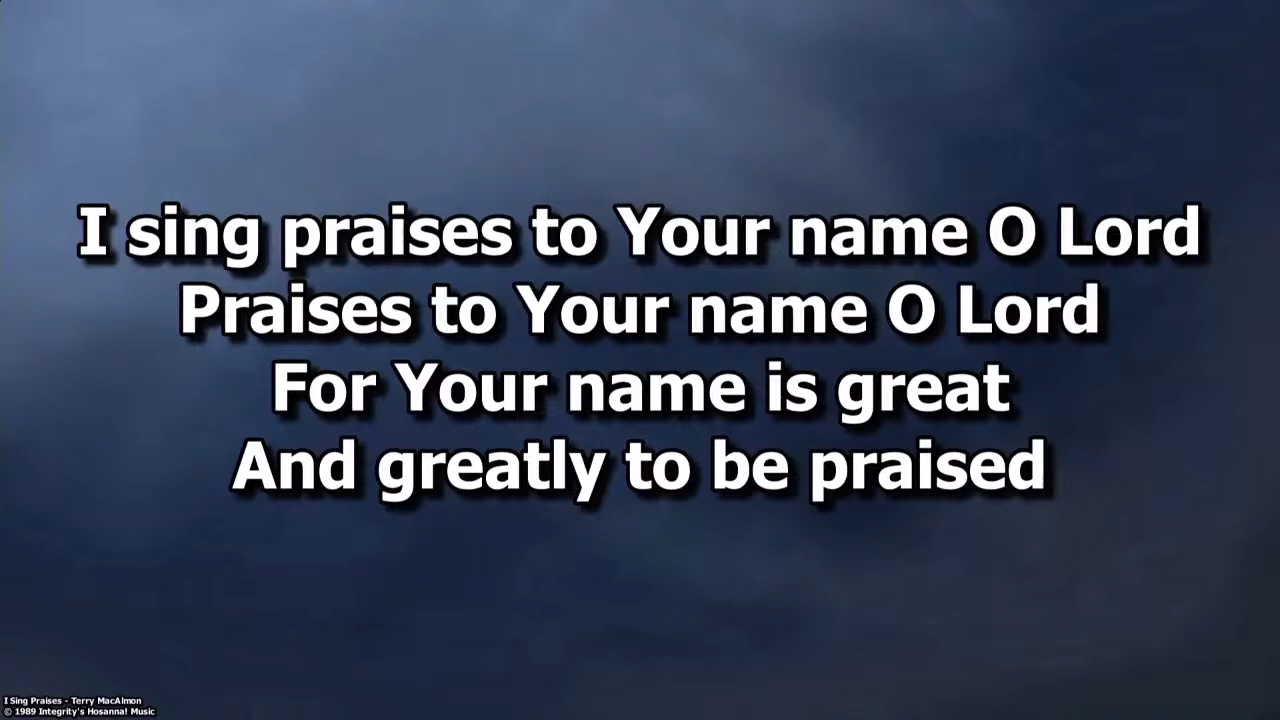 I sing praises to Your name O Lord
Praises to Your name O Lord
For Your name is great
And greatly to be praised
I Sing Praises - Terry MacAlmon
© 1989 Integrity's Hosanna! Music